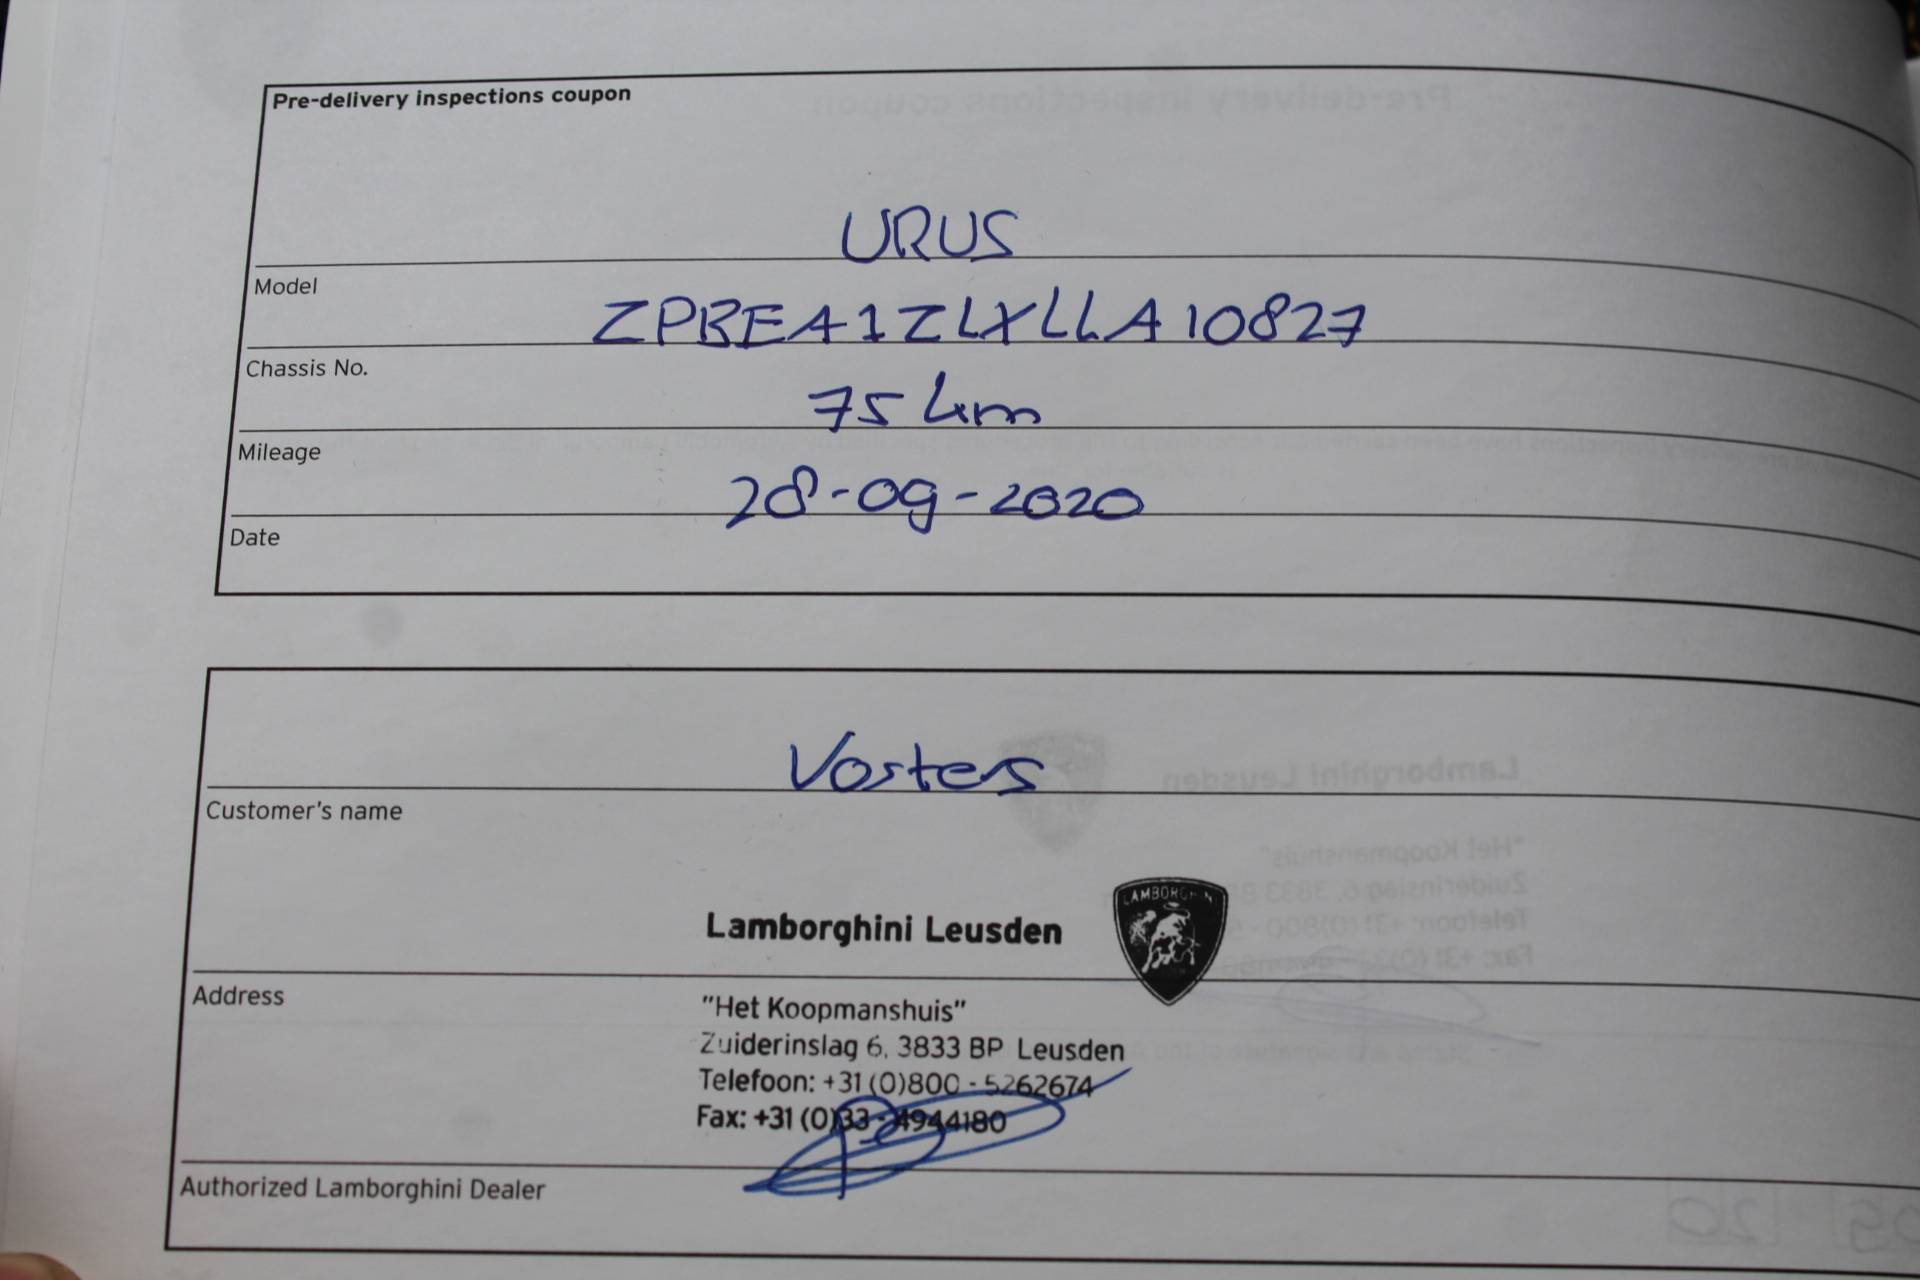 Pre-delivery inspections coupon
URUS
Model
ZPBEA1ZLXLLA10827
Chassis No.
75 km
Mileage
28-09-2020
Date
Vosters
Customer's name
Lamborghini Leusden
LAMBORGHINI
Address
"Het Koopmanshuis"
Zuiderinslag 6, 3833 BP Leusden
Telefoon: +31 (0)800 - 5262674
Fax: +31 (0)33 - 4944180
Authorized Lamborghini Dealer